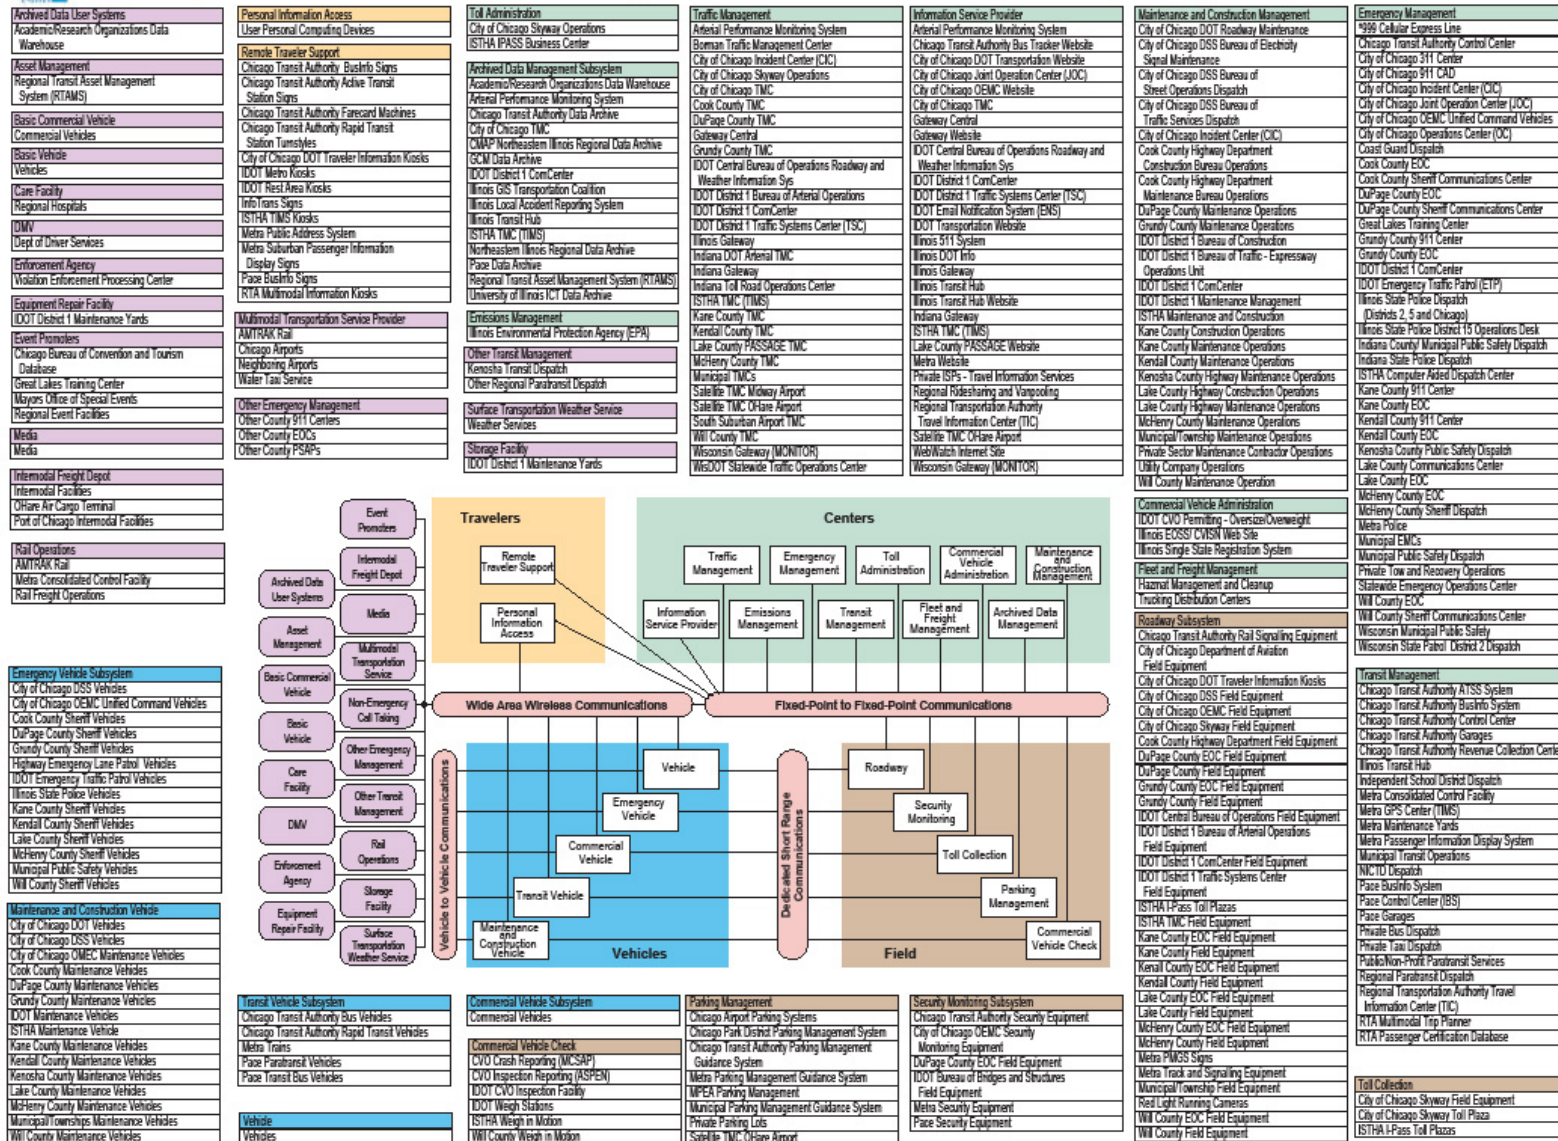 Archived Data User Systems
Academic/Research Organizations Data
Warehouse
Asset Management
Regional Transit Asset Management
System (RTAMS)
Basic Commercial Vehicle
Commercial Vehicles
Basic Vehicle
Vehicles
Care Facility
Regional Hospitals
DMV
Dept of Driver Services
Enforcement Agency
Violation Enforcement Processing Center
Equipment Repair Facility
IDOT District 1 Maintenance Yards
Event Promoters
Chicago Bureau of Convention and Tourism
Database
Great Lakes Training Center
Mayors Office of Special Events
Regional Event Facilities
Media
Media
Intermodal Freight Depot
Intermodal Facilities
OHare Air Cargo Terminal
Port of Chicago Intermodal Facilities
Rail Operations
AMTRAK Rail
Metra Consolidated Control Facility
Rail Freight Operations
Emergency Vehicle Subsystem
City of Chicago DSS Vehicles
City of Chicago OEMC Unified Command Vehicles
Cook County Sheriff Vehicles
DuPage County Sheriff Vehicles
Grundy County Sheriff Vehicles
Highway Emergency Lane Patrol Vehicles
IDOT Emergency Traffic Patrol Vehicles
Illinois State Police Vehicles
Kane County Sheriff Vehicles
Kendall County Sheriff Vehicles
Lake County Sheriff Vehicles
McHenry County Sheriff Vehicles
Municipal Public Safety Vehicles
Will County Sheriff Vehicles
Maintenance and Construction Vehicle
City of Chicago DOT Vehicles
City of Chicago DSS Vehicles
City of Chicago OMEC Maintenance Vehicles
Cook County Maintenance Vehicles
DuPage County Maintenance Vehicles
Grundy County Maintenance Vehicles
IDOT Maintenance Vehicles
ISTHA Maintenance Vehicle
Kane County Maintenance Vehicles
Kendall County Maintenance Vehicles
Kenosha County Maintenance Vehicles
Lake County Maintenance Vehicles
McHenry County Maintenance Vehicles
Municipal/Townships Maintenance Vehicles
Will County Maintenance Vehicles
Personal Information Access
User Personal Computing Devices
Remote Traveler Support
Chicago Transit Authority BusInfo Signs
Chicago Transit Authority Active Transit
Station Signs
Chicago Transit Authority Farecard Machines
Chicago Transit Authority Rapid Transit
Station Turnstyles
City of Chicago DOT Traveler Information Kiosks
IDOT Metro Kiosks
IDOT Rest Area Kiosks
InfoTrans Signs
ISTHA TIMS Kiosks
Metra Public Address System
Metra Suburban Passenger Information
Display Signs
Pace BusInfo Signs
RTA Multimodal Information Kiosks
Multimodal Transportation Service Provider
AMTRAK Rail
Chicago Airports
Neighboring Airports
Water Taxi Service
Other Emergency Management
Other County 911 Centers
Other County EOCs
Other County PSAPs
Toll Administration
City of Chicago Skyway Operations
ISTHA IPASS Business Center
Archived Data Management Subsystem
Academic/Research Organizations Data Warehouse
Arterial Performance Monitoring System
Chicago Transit Authority Data Archive
City of Chicago TMC
CMAP Northeastern Illinois Regional Data Archive
GCM Data Archive
IDOT District 1 ComCenter
Illinois GIS Transportation Coalition
Illinois Local Accident Reporting System
Illinois Transit Hub
ISTHA TMC (TIMS)
Northeastern Illinois Regional Data Archive
Pace Data Archive
Regional Transit Asset Management System (RTAMS)
University of Illinois ICT Data Archive
Emissions Management
Illinois Environmental Protection Agency (EPA)
Other Transit Management
Kenosha Transit Dispatch
Other Regional Paratransit Dispatch
Surface Transportation Weather Service
Weather Services
Storage Facility
IDOT District 1 Maintenance Yards
Traffic Management
Arterial Performance Monitoring System
Borman Traffic Management Center
City of Chicago Incident Center (CIC)
City of Chicago Skyway Operations
City of Chicago TMC
Cook County TMC
DuPage County TMC
Gateway Central
Grundy County TMC
IDOT Central Bureau of Operations Roadway and
Weather Information Sys
IDOT District 1 Bureau of Arterial Operations
IDOT District 1 ComCenter
IDOT District 1 Traffic Systems Center (TSC)
Illinois Gateway
Indiana DOT Arterial TMC
Indiana Gateway
Indiana Toll Road Operations Center
ISTHA TMC (TIMS)
Kane County TMC
Kendall County TMC
Lake County PASSAGE TMC
McHenry County TMC
Municipal TMCs
Satellite TMC Midway Airport
Satellite TMC OHare Airport
South Suburban Airport TMC
Will County TMC
Wisconsin Gateway (MONITOR)
WisDOT Statewide Traffic Operations Center
Information Service Provider
Arterial Performance Monitoring System
Chicago Transit Authority Bus Tracker Website
City of Chicago DOT Transportation Website
City of Chicago Joint Operation Center (JOC)
City of Chicago OEMC Website
City of Chicago TMC
Gateway Central
Gateway Website
IDOT Central Bureau of Operations Roadway and
Weather Information Sys
IDOT District 1 ComCenter
IDOT District 1 Traffic Systems Center (TSC)
IDOT Email Notification System (ENS)
IDOT Transportation Website
Illinois 511 System
Illinois DOT Info
Illinois Gateway
Illinois Transit Hub
Illinois Transit Hub Website
Indiana Gateway
ISTHA TMC (TIMS)
Lake County PASSAGE Website
Metra Website
Private ISPs - Travel Information Services
Regional Ridesharing and Vanpooling
Regional Transportation Authority
Travel Information Center (TIC)
Satellite TMC OHare Airport
WebWatch Internet Site
Wisconsin Gateway (MONITOR)
Maintenance and Construction Management
City of Chicago DOT Roadway Maintenance
City of Chicago DSS Bureau of Electricity
Signal Maintenance
City of Chicago DSS Bureau of
Street Operations Dispatch
City of Chicago DSS Bureau of
Traffic Services Dispatch
City of Chicago Incident Center (CIC)
Cook County Highway Department
Construction Bureau Operations
Cook County Highway Department
Maintenance Bureau Operations
DuPage County Maintenance Operations
Grundy County Maintenance Operations
IDOT District 1 Bureau of Construction
IDOT District 1 Bureau of Traffic - Expressway
Operations Unit
IDOT District 1 ComCenter
IDOT District 1 Maintenance Management
ISTHA Maintenance and Construction
Kane County Construction Operations
Kane County Maintenance Operations
Kendall County Maintenance Operations
Kenosha County Highway Maintenance Operations
Lake County Highway Construction Operations
Lake County Highway Maintenance Operations
McHenry County Maintenance Operations
Municipal/Township Maintenance Operations
Private Sector Maintenance Contractor Operations
Utility Company Operations
Will County Maintenance Operation
Commercial Vehicle Administration
IDOT CVO Permitting - Oversize/Overweight
Illinois ECOSS/ CVISN Web Site
Illinois Single State Registration System
Fleet and Freight Management
Hazmat Management and Cleanup
Trucking Distribution Centers
Roadway Subsystem
Chicago Transit Authority Rail Signalling Equipment
City of Chicago Department of Aviation
Field Equipment
City of Chicago DOT Traveler Information Kiosks
City of Chicago DSS Field Equipment
City of Chicago OEMC Field Equipment
City of Chicago Skyway Field Equipment
Cook County Highway Department Field Equipment
DuPage County EOC Field Equipment
DuPage County Field Equipment
Grundy County EOC Field Equipment
Grundy County Field Equipment
IDOT Central Bureau of Operations Field Equipment
IDOT District 1 Bureau of Arterial Operations
Field Equipment
IDOT District 1 ComCenter Field Equipment
IDOT District 1 Traffic Systems Center
Field Equipment
ISTHA I-Pass Toll Plazas
ISTHA TMC Field Equipment
Kane County EOC Field Equipment
Kane County Field Equipment
Kenall County EOC Field Equipment
Kendall County Field Equipment
Lake County EOC Field Equipment
Lake County Field Equipment
McHenry County EOC Field Equipment
McHenry County Field Equipment
Metra PMGS Signs
Metra Track and Signaling Equipment
Municipal/Township Field Equipment
Red Light Running Cameras
Will County EOC Field Equipment
Will County Field Equipment
Emergency Management
*999 Cellular Express Line
Chicago Transit Authority Control Center
City of Chicago 311 Center
City of Chicago 911 CAD
City of Chicago Incident Center (CIC)
City of Chicago Joint Operation Center (JOC)
City of Chicago OEMC Unified Command Vehicles
City of Chicago Operations Center (OC)
Coast Guard Dispatch
Cook County EOC
Cook County Sheriff Communications Center
DuPage County EOC
DuPage County Sheriff Communications Center
Great Lakes Training Center
Grundy County 911 Center
Grundy County EOC
IDOT District 1 ComCenter
IDOT Emergency Traffic Patrol (ETP)
Illinois State Police Dispatch
(Districts 2, 5 and Chicago)
Illinois State Police District 15 Operations Desk
Indiana County/ Municipal Public Safety Dispatch
Indiana State Police Dispatch
ISTHA Computer Aided Dispatch Center
Kane County 911 Center
Kane County EOC
Kendall County 911 Center
Kendall County EOC
Kenosha County Public Safety Dispatch
Lake County Communications Center
Lake County EOC
McHenry County EOC
McHenry County Sheriff Dispatch
Metra Police
Municipal EMCs
Municipal Public Safety Dispatch
Private Tow and Recovery Operations
Statewide Emergency Operations Center
Will County EOC
Will County Sheriff Communications Center
Wisconsin Municipal Public Safety
Wisconsin State Patrol District 2 Dispatch
Transit Management
Chicago Transit Authority ATSS System
Chicago Transit Authority BusInfo System
Chicago Transit Authority Control Center
Chicago Transit Authority Garages
Chicago Transit Authority Revenue Collection Cente
Illinois Transit Hub
Independent School District Dispatch
Metra Consolidated Control Facility
Metra GPS Center (TIMS)
Metra Maintenance Yards
Metra Passenger Information Display System
Municipal Transit Operations
NICTD Dispatch
Pace BusInfo System
Pace Control Center (IBS)
Pace Garages
Private Bus Dispatch
Private Taxi Dispatch
Public/Non-Profit Paratransit Services
Regional Paratransit Dispatch
Regional Transportation Authority Travel
Information Center (TIC)
RTA Multimodal Trip Planner
RTA Passenger Certification Database
Toll Collection
City of Chicago Skyway Field Equipment
City of Chicago Skyway Toll Plaza
ISTHA I-Pass Toll Plazas
Event
Promoters
Intermodal
Freight Depot
Archived Data
User Systems
Media
Asset
Management
Multimodal
Transportation
Service
Basic Commercial
Vehicle
Non-Emergency
Call Taking
Basic
Vehicle
Other Emergency
Management
Care
Facility
Other Transit
Management
DMV
Rail
Operations
Enforcement
Agency
Storage
Facility
Equipment
Repair Facility
Surface
Transportation
Weather Service
Travelers
Remote
Traveler Support
Personal
Information
Access
Centers
Traffic
Management
Emergency
Management
Toll
Administration
Commercial
Vehicle
Administration
Maintenance
and
Construction
Management
Information
Service Provider
Emissions
Management
Transit
Management
Fleet and
Freight
Management
Archived Data
Management
Wide Area Wireless Communications
Fixed-Point to Fixed-Point Communications
Vehicle to Vehicle Communications
Vehicle
Emergency
Vehicle
Commercial
Vehicle
Transit Vehicle
Maintenance
and
Construction
Vehicle
Vehicles
Dedicated Short Range
Communications
Roadway
Security
Monitoring
Toll Collection
Parking
Management
Commercial
Vehicle Check
Field
Transit Vehicle Subsystem
Chicago Transit Authority Bus Vehicles
Chicago Transit Authority Rapid Transit Vehicles
Metra Trains
Pace Paratransit Vehicles
Pace Transit Bus Vehicles
Vehicle
Vehicles
Commercial Vehicle Subsystem
Commercial Vehicles
Commercial Vehicle Check
CVO Crash Reporting (MCSAP)
CVO Inspection Reporting (ASPEN)
IDOT CVO Inspection Facility
IDOT Weigh Stations
ISTHA Weigh in Motion
Will County Weigh in Motion
Parking Management
Chicago Airport Parking Systems
Chicago Park District Parking Management System
Chicago Transit Authority Parking Management
Guidance System
Metra Parking Management Guidance System
MPEA Parking Management
Municipal Parking Management Guidance System
Private Parking Lots
Satellite TMC OHare Airport
Security Monitoring Subsystem
Chicago Transit Authority Security Equipment
City of Chicago OEMC Security
Monitoring Equipment
DuPage County EOC Field Equipment
IDOT Bureau of Bridges and Structures
Field Equipment
Metra Security Equipment
Pace Security Equipment